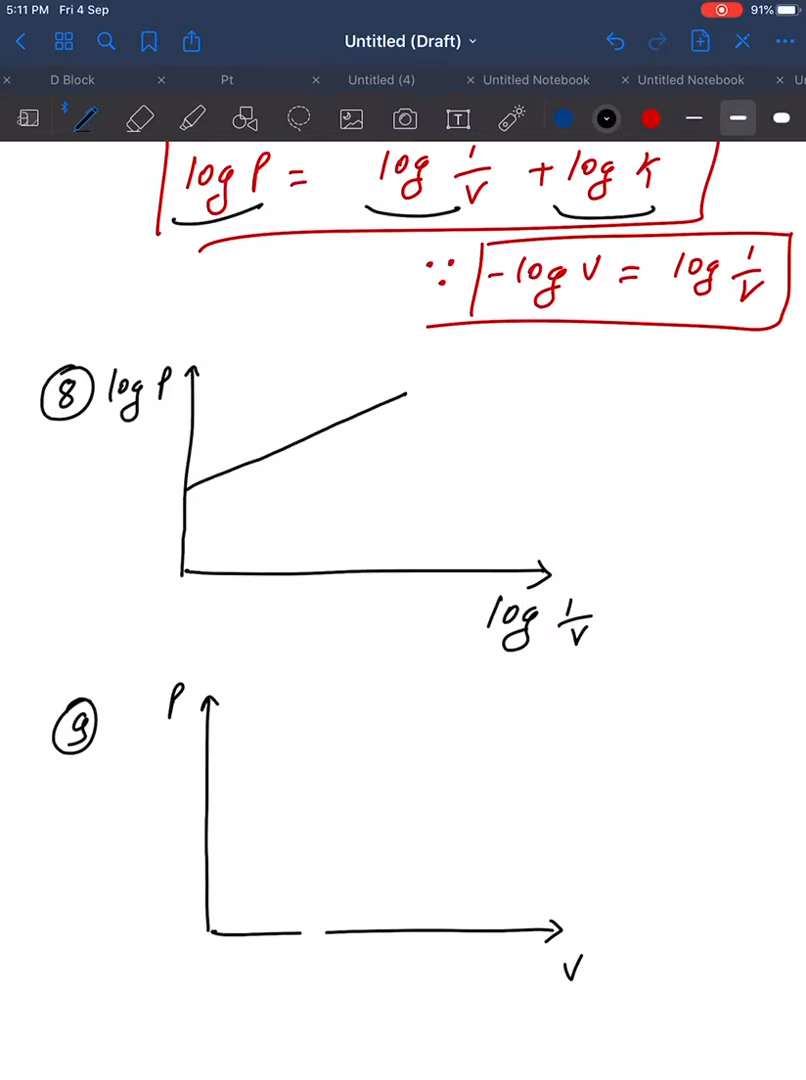 5:11 PM Fri 4 Sep 91%
Untitled (Draft)
D Block Pt Untitled (4) Untitled Notebook Untitled Notebook Un
T
log P = log 1/V + log K
∵ -log V = log 1/V
8 log P
log 1/V
9 P
V